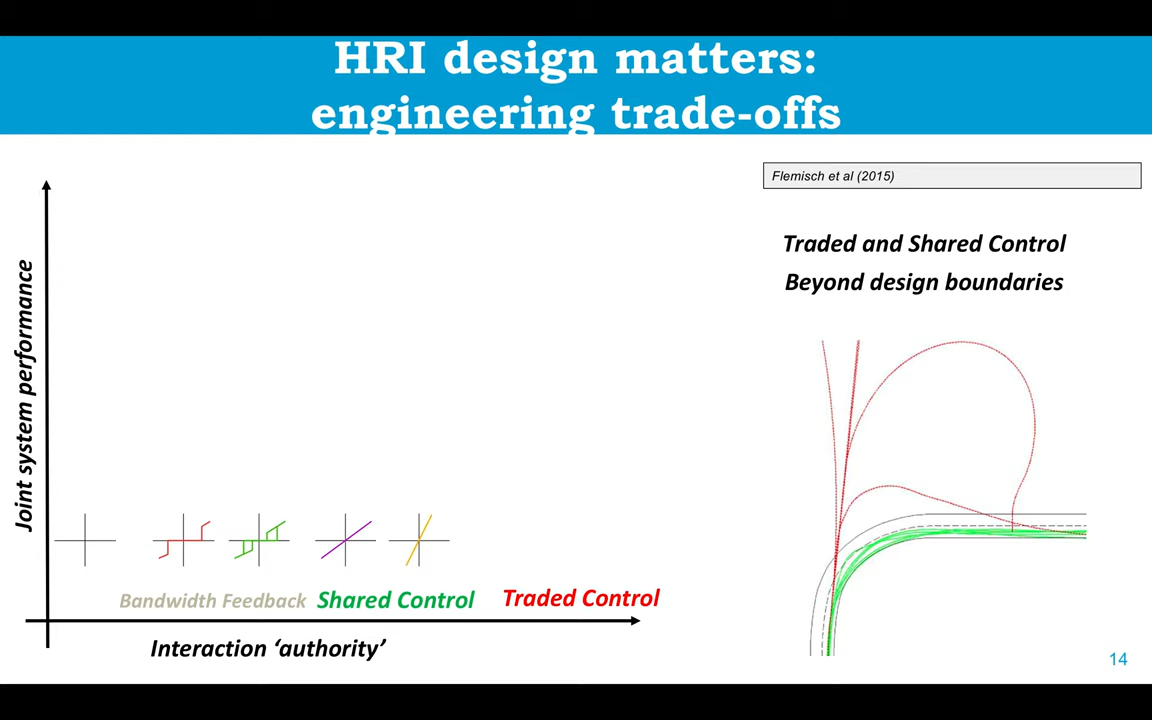 HRI design matters:
engineering trade-offs
Flemisch et al (2015)
Traded and Shared Control
Beyond design boundaries
Joint system performance
Bandwidth Feedback
Shared Control
Traded Control
Interaction ‘authority’
14